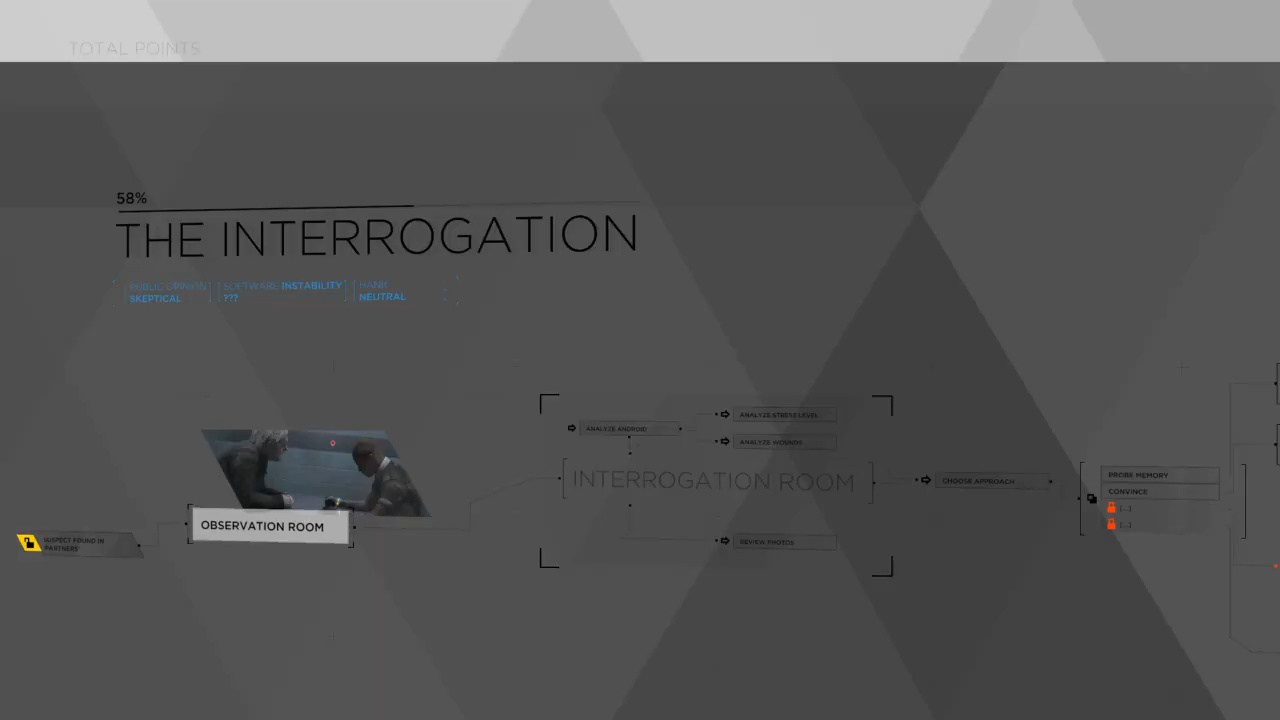 TOTAL POINTS
58%
THE INTERROGATION
PUBLIC OPINION
SKEPTICAL
SOFTWARE INSTABILITY
???
HANK
NEUTRAL
ANALYZE STRESS LEVEL
ANALYZE ANDROID
ANALYZE WOUNDS
INTERROGATION ROOM
CHOOSE APPROACH
PROBE MEMORY
CONVINCE
[...]
[...]
OBSERVATION ROOM
SUSPECT FOUND IN
'PARTNERS'
REVIEW PHOTOS